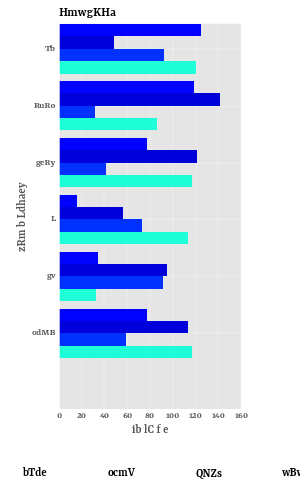 HmwgKHa
Tb
RuRo
geRy
L
gv
odMB
zRm b Ldhaey
0 20 40 60 80 100 120 140 160
ib lC f e
bTde ocmV QNZs